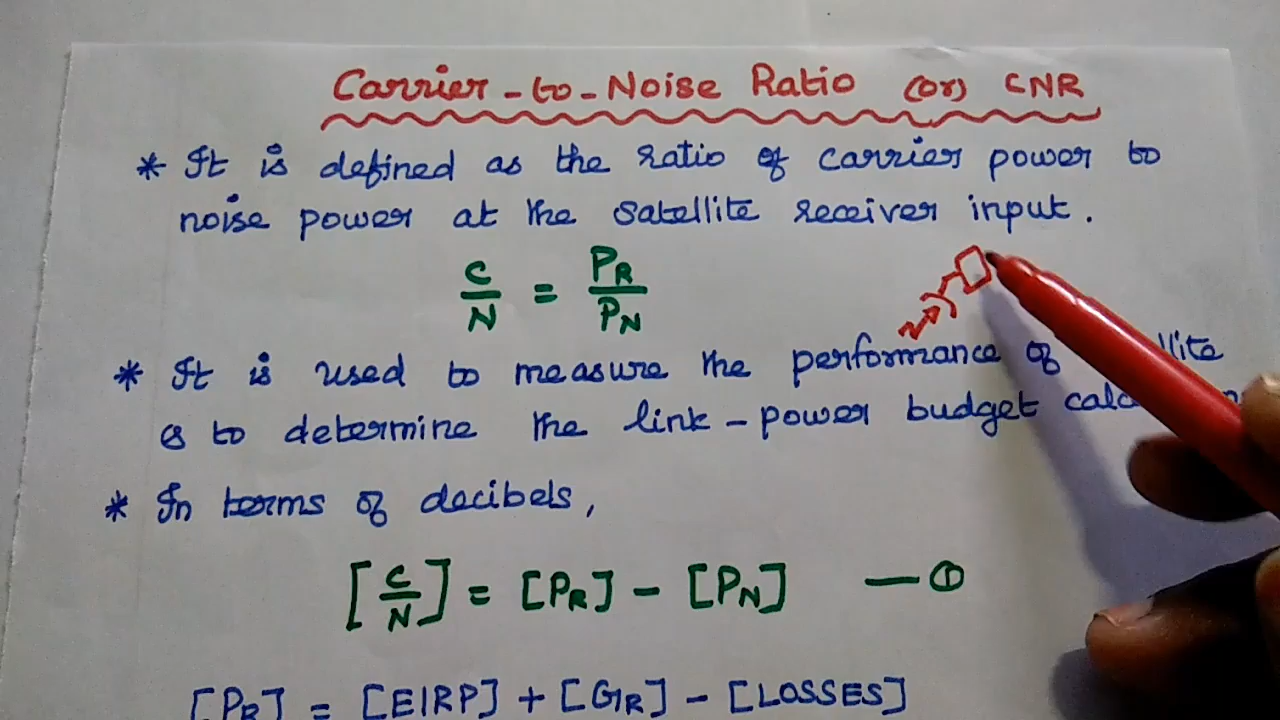 Carrier-to-Noise Ratio (or) CNR
* It is defined as the ratio of carrier power to
noise power at the satellite receiver input.
C/N = PR/PN
* It is used to measure the performance of
& to determine the link-power budget
* In terms of decibels,
[C/N] = [PR] - [PN] — ①
[PR] = [EIRP] + [GR] - [LOSSES]